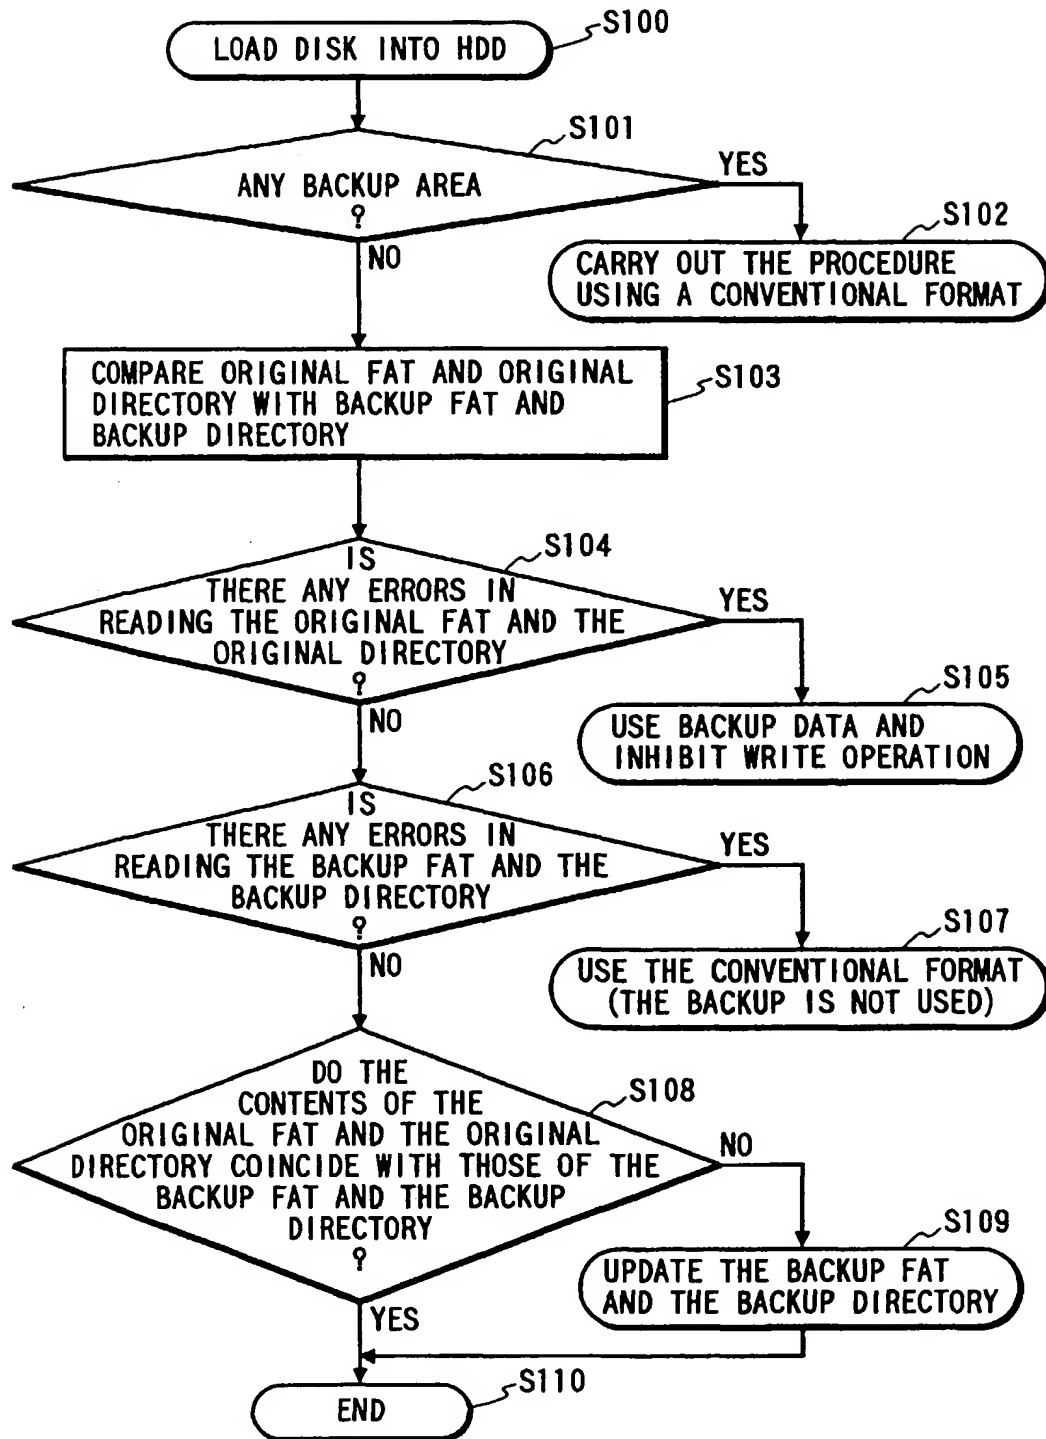 LOAD DISK INTO HDD
S100
S101
ANY BACKUP AREA
?
YES
NO
S102
CARRY OUT THE PROCEDURE
USING A CONVENTIONAL FORMAT
COMPARE ORIGINAL FAT AND ORIGINAL
DIRECTORY WITH BACKUP FAT AND
BACKUP DIRECTORY
S103
S104
IS
THERE ANY ERRORS IN
READING THE ORIGINAL FAT AND THE
ORIGINAL DIRECTORY
?
YES
NO
S105
USE BACKUP DATA AND
INHIBIT WRITE OPERATION
S106
IS
THERE ANY ERRORS IN
READING THE BACKUP FAT AND THE
BACKUP DIRECTORY
?
YES
NO
S107
USE THE CONVENTIONAL FORMAT
(THE BACKUP IS NOT USED)
S108
DO THE
CONTENTS OF THE
ORIGINAL FAT AND THE ORIGINAL
DIRECTORY COINCIDE WITH THOSE OF THE
BACKUP FAT AND THE BACKUP
DIRECTORY
?
NO
YES
S109
UPDATE THE BACKUP FAT
AND THE BACKUP DIRECTORY
S110
END